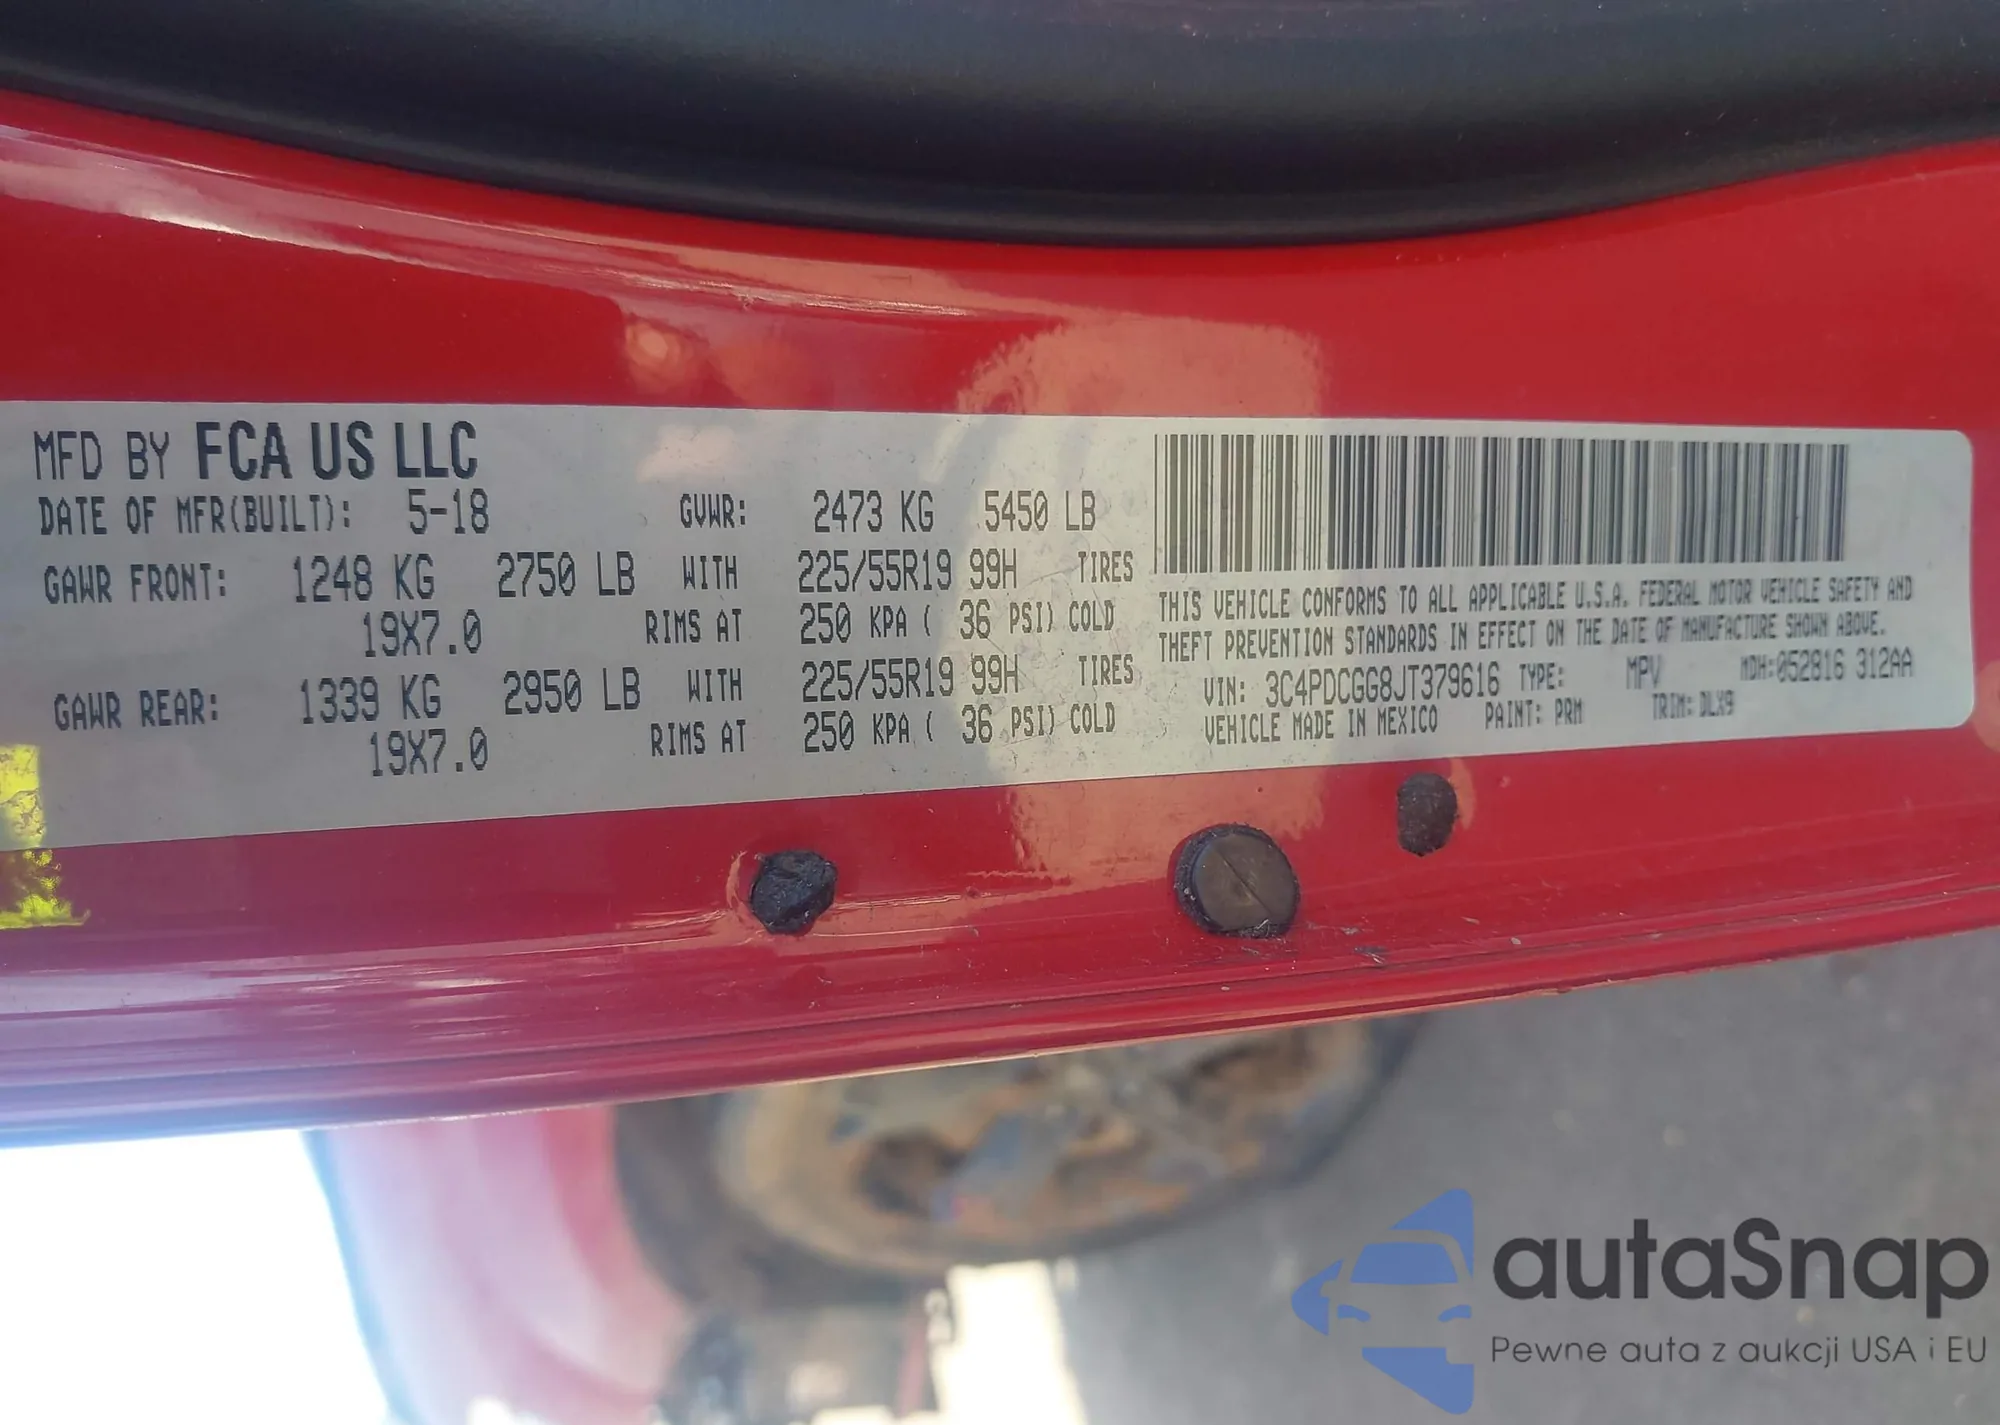 MFD BY FCA US LLC
DATE OF MFR(BUILT): 5-18 GVWR: 2473 KG 5450 LB
GAWR FRONT: 1248 KG 2750 LB WITH 225/55R19 99H TIRES
19X7.0 RIMS AT 250 KPA ( 36 PSI) COLD
GAWR REAR: 1339 KG 2950 LB WITH 225/55R19 99H TIRES
19X7.0 RIMS AT 250 KPA ( 36 PSI) COLD
THIS VEHICLE CONFORMS TO ALL APPLICABLE U.S.A. FEDERAL MOTOR VEHICLE SAFETY AND
THEFT PREVENTION STANDARDS IN EFFECT ON THE DATE OF MANUFACTURE SHOWN ABOVE.
VIN: 3C4PDCGG8JT379616 TYPE: MPV MDH:052816 312AA
VEHICLE MADE IN MEXICO PAINT: PRM TRIM: DLX9
autaSnap
Pewne auta z aukcji USA i EU